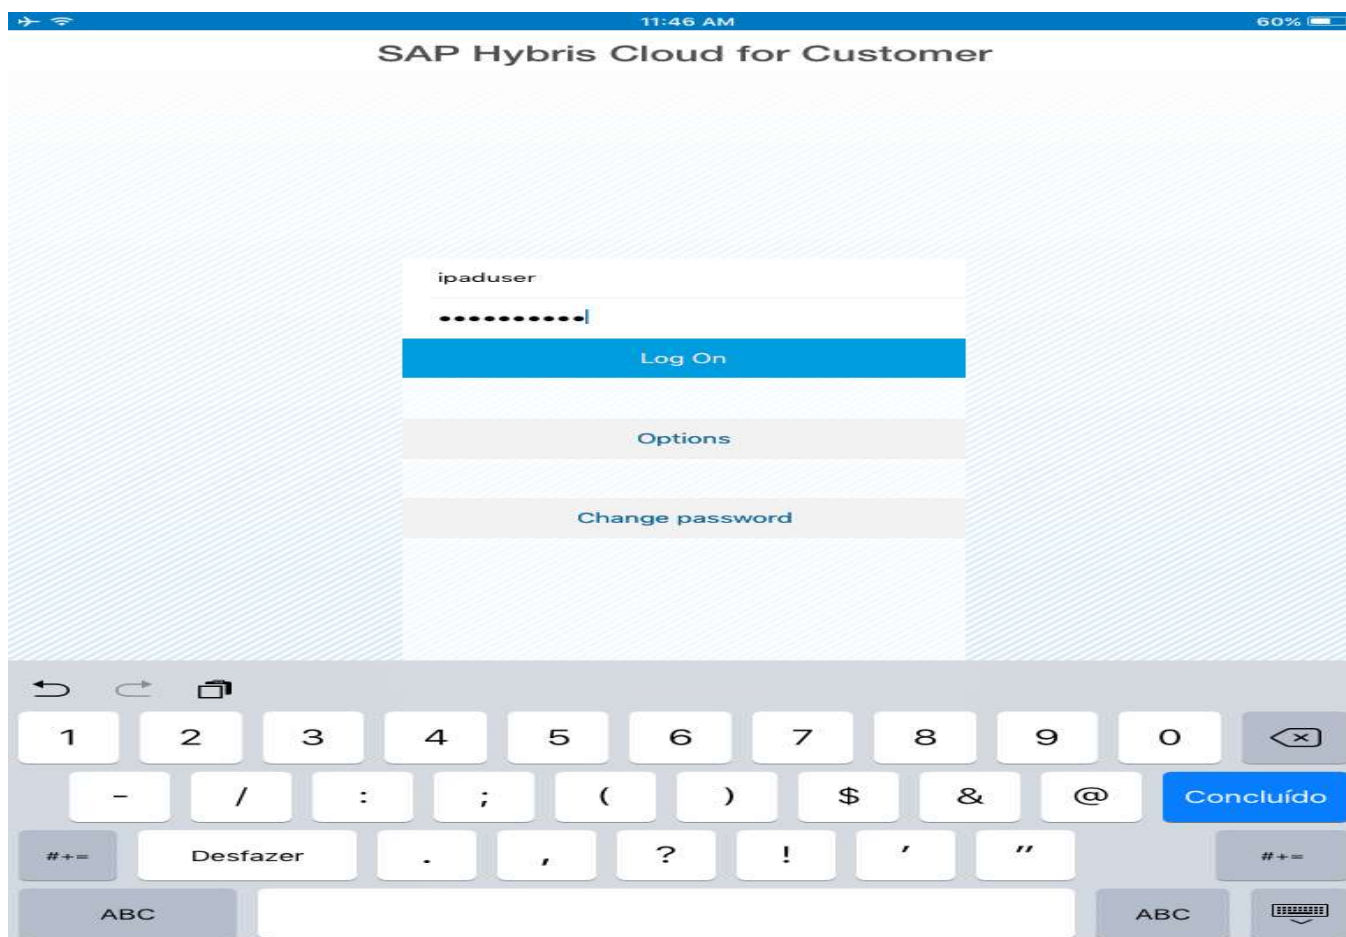 11:46 AM 60%
SAP Hybris Cloud for Customer
ipaduser
••••••••••
Log On
Options
Change password
1 2 3 4 5 6 7 8 9 0
- / : ; ( ) $ & @ Concluído
#+= Desfazer . , ? ! ' " #+=
ABC ABC